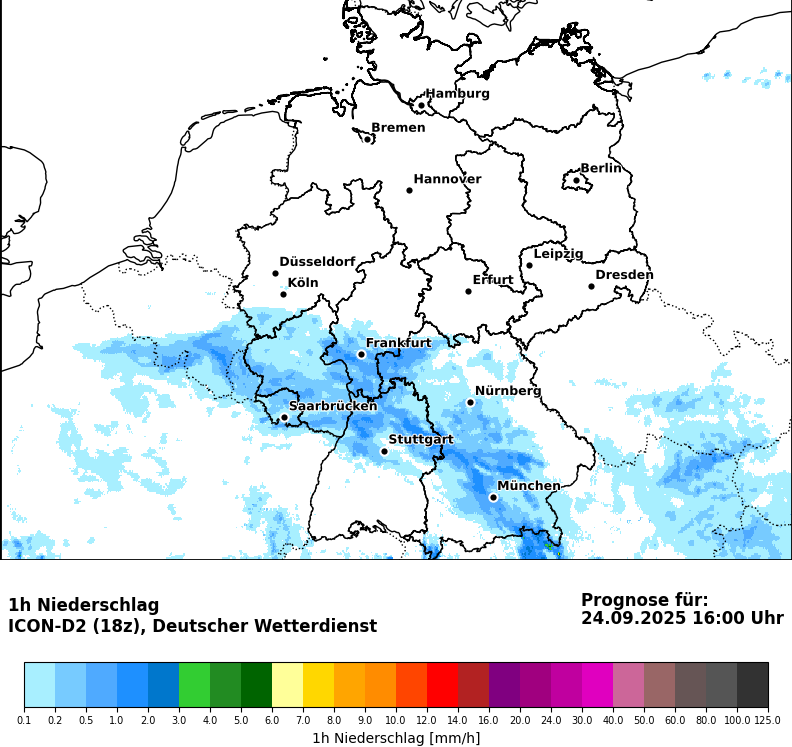 Hamburg
Bremen
Berlin
Hannover
Leipzig
Düsseldorf
Dresden
Köln
Erfurt
Frankfurt
Nürnberg
Saarbrücken
Stuttgart
München
1h Niederschlag
ICON-D2 (18z), Deutscher Wetterdienst
Prognose für:
24.09.2025 16:00 Uhr
0.1 0.2 0.5 1.0 2.0 3.0 4.0 5.0 6.0 7.0 9.0 10.0 12.0 14.0 16.0 20.0 24.0 30.0 40.0 50.0 60.0 80.0 100.0 125.0
1h Niederschlag [mm/h]